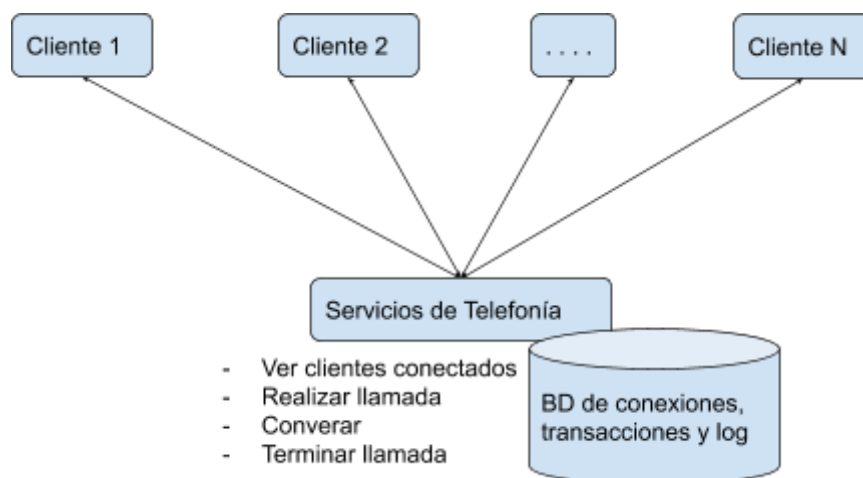 Cliente 1
Cliente 2
. . . .
Cliente N
Servicios de Telefonía
- Ver clientes conectados
- Realizar llamada
- Converar
- Terminar llamada
BD de conexiones,
transacciones y log